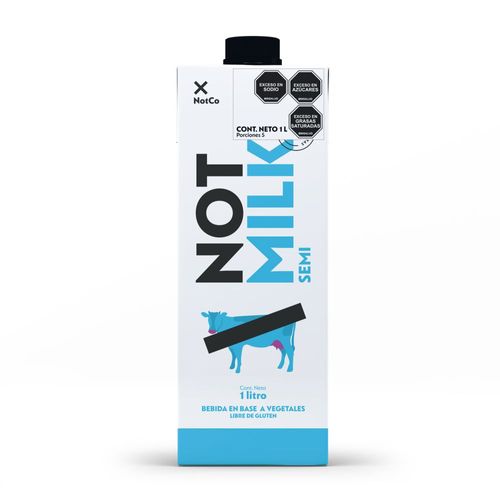 NotCo
EXCESO EN
SODIO
EXCESO EN
AZÚCARES
EXCESO EN
GRASAS
SATURADAS
CONT. NETO 1 L
Porciones 5
NOT
MILK
SEMI
Cont. Neto
1 litro
BEBIDA EN BASE A VEGETALES
LIBRE DE GLUTEN